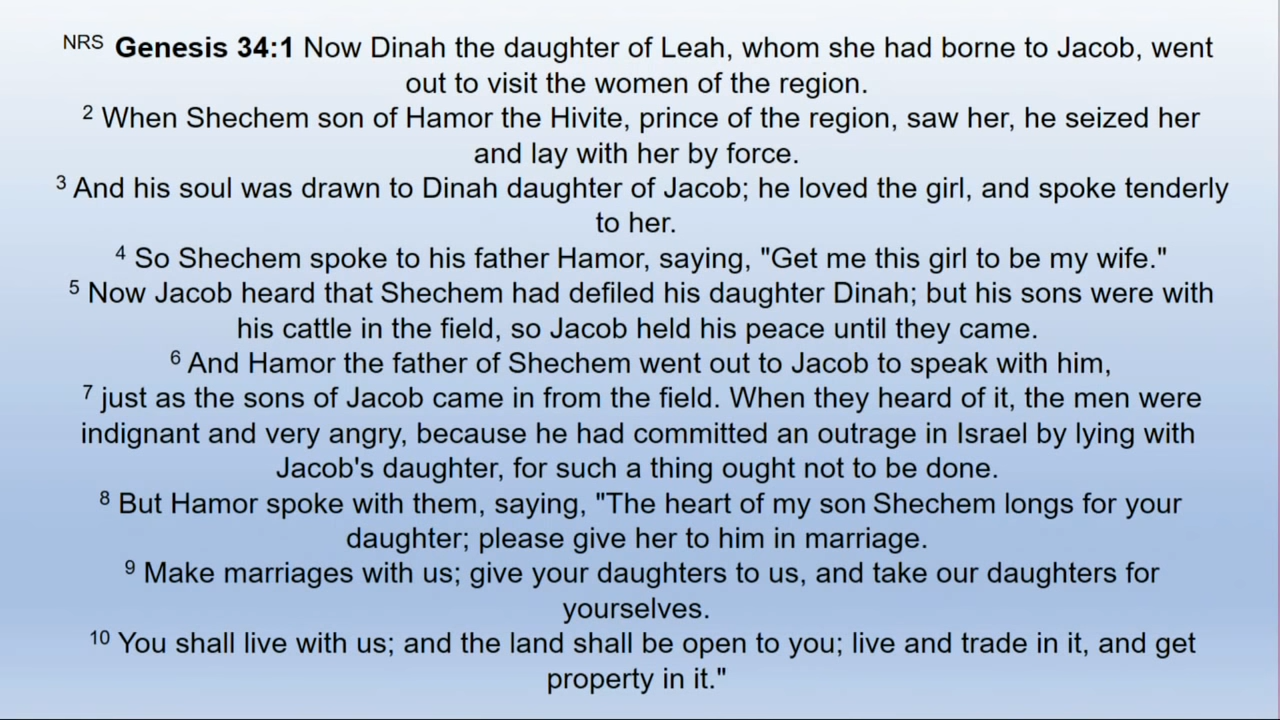 NRS Genesis 34:1 Now Dinah the daughter of Leah, whom she had borne to Jacob, went
out to visit the women of the region.
2 When Shechem son of Hamor the Hivite, prince of the region, saw her, he seized her
and lay with her by force.
3 And his soul was drawn to Dinah daughter of Jacob; he loved the girl, and spoke tenderly
to her.
4 So Shechem spoke to his father Hamor, saying, "Get me this girl to be my wife."
5 Now Jacob heard that Shechem had defiled his daughter Dinah; but his sons were with
his cattle in the field, so Jacob held his peace until they came.
6 And Hamor the father of Shechem went out to Jacob to speak with him,
7 just as the sons of Jacob came in from the field. When they heard of it, the men were
indignant and very angry, because he had committed an outrage in Israel by lying with
Jacob's daughter, for such a thing ought not to be done.
8 But Hamor spoke with them, saying, "The heart of my son Shechem longs for your
daughter; please give her to him in marriage.
9 Make marriages with us; give your daughters to us, and take our daughters for
yourselves.
10 You shall live with us; and the land shall be open to you; live and trade in it, and get
property in it."